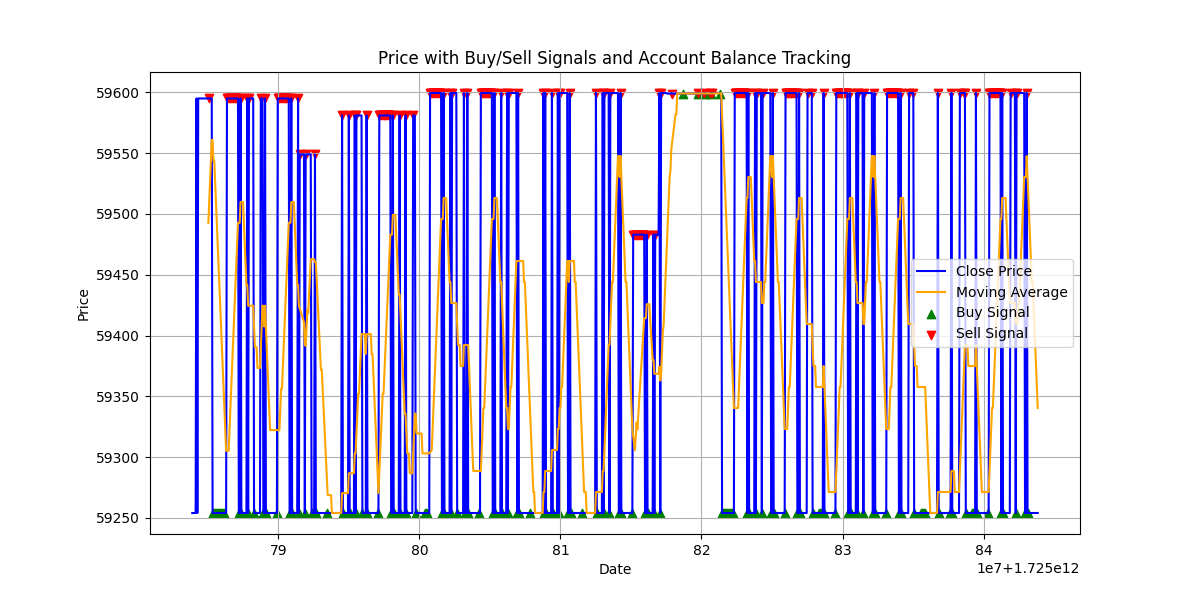 Price with Buy/Sell Signals and Account Balance Tracking
59600
59550
59500
59450
59400
59350
59300
59250
Price
Close Price
Moving Average
Buy Signal
Sell Signal
79 80 81 82 83 84
Date
1e7+1.725e12